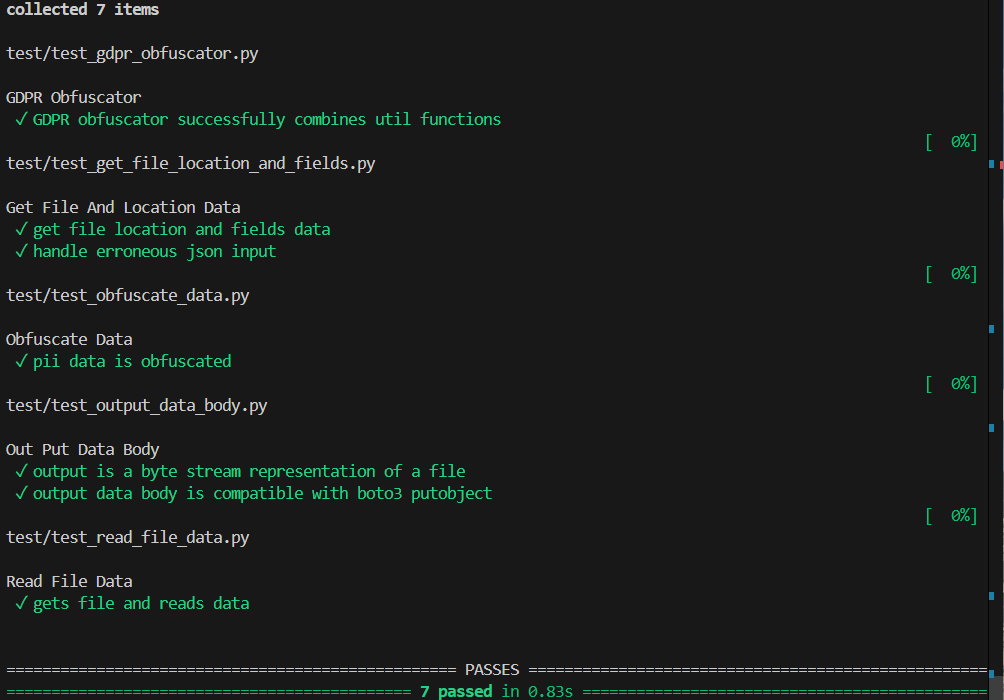 collected 7 items
test/test_gdpr_obfuscator.py
GDPR Obfuscator
✓ GDPR obfuscator successfully combines util functions
[  0%]
test/test_get_file_location_and_fields.py
Get File And Location Data
✓ get file location and fields data
✓ handle erroneous json input
[  0%]
test/test_obfuscate_data.py
Obfuscate Data
✓ pii data is obfuscated
[  0%]
test/test_output_data_body.py
Out Put Data Body
✓ output is a byte stream representation of a file
✓ output data body is compatible with boto3 putobject
[  0%]
test/test_read_file_data.py
Read File Data
✓ gets file and reads data
================================================== PASSES ===================================================
============================================= 7 passed in 0.83s =============================================